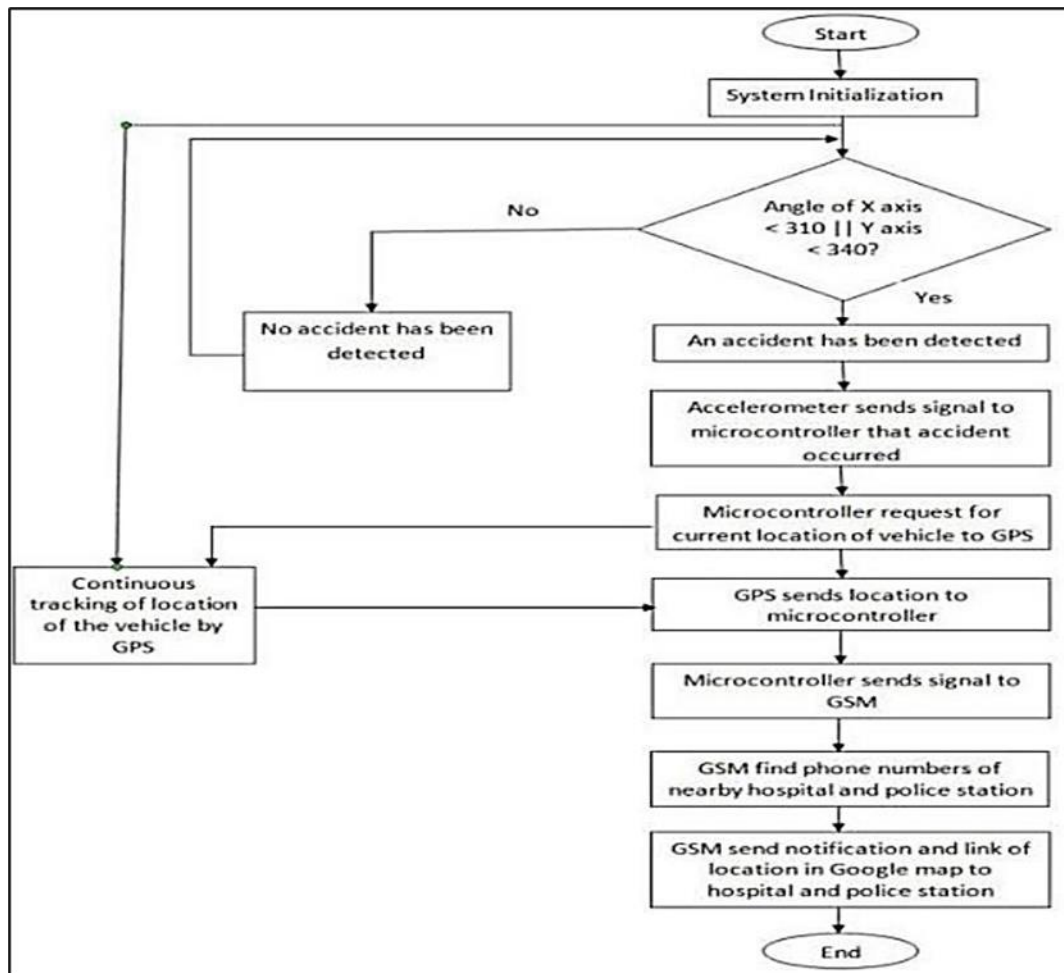 Start
System Initialization
Angle of X axis
< 310 || Y axis
< 340?
No
Yes
No accident has been
detected
An accident has been detected
Accelerometer sends signal to
microcontroller that accident
occurred
Microcontroller request for
current location of vehicle to GPS
Continuous
tracking of location
of the vehicle by
GPS
GPS sends location to
microcontroller
Microcontroller sends signal to
GSM
GSM find phone numbers of
nearby hospital and police station
GSM send notification and link of
location in Google map to
hospital and police station
End